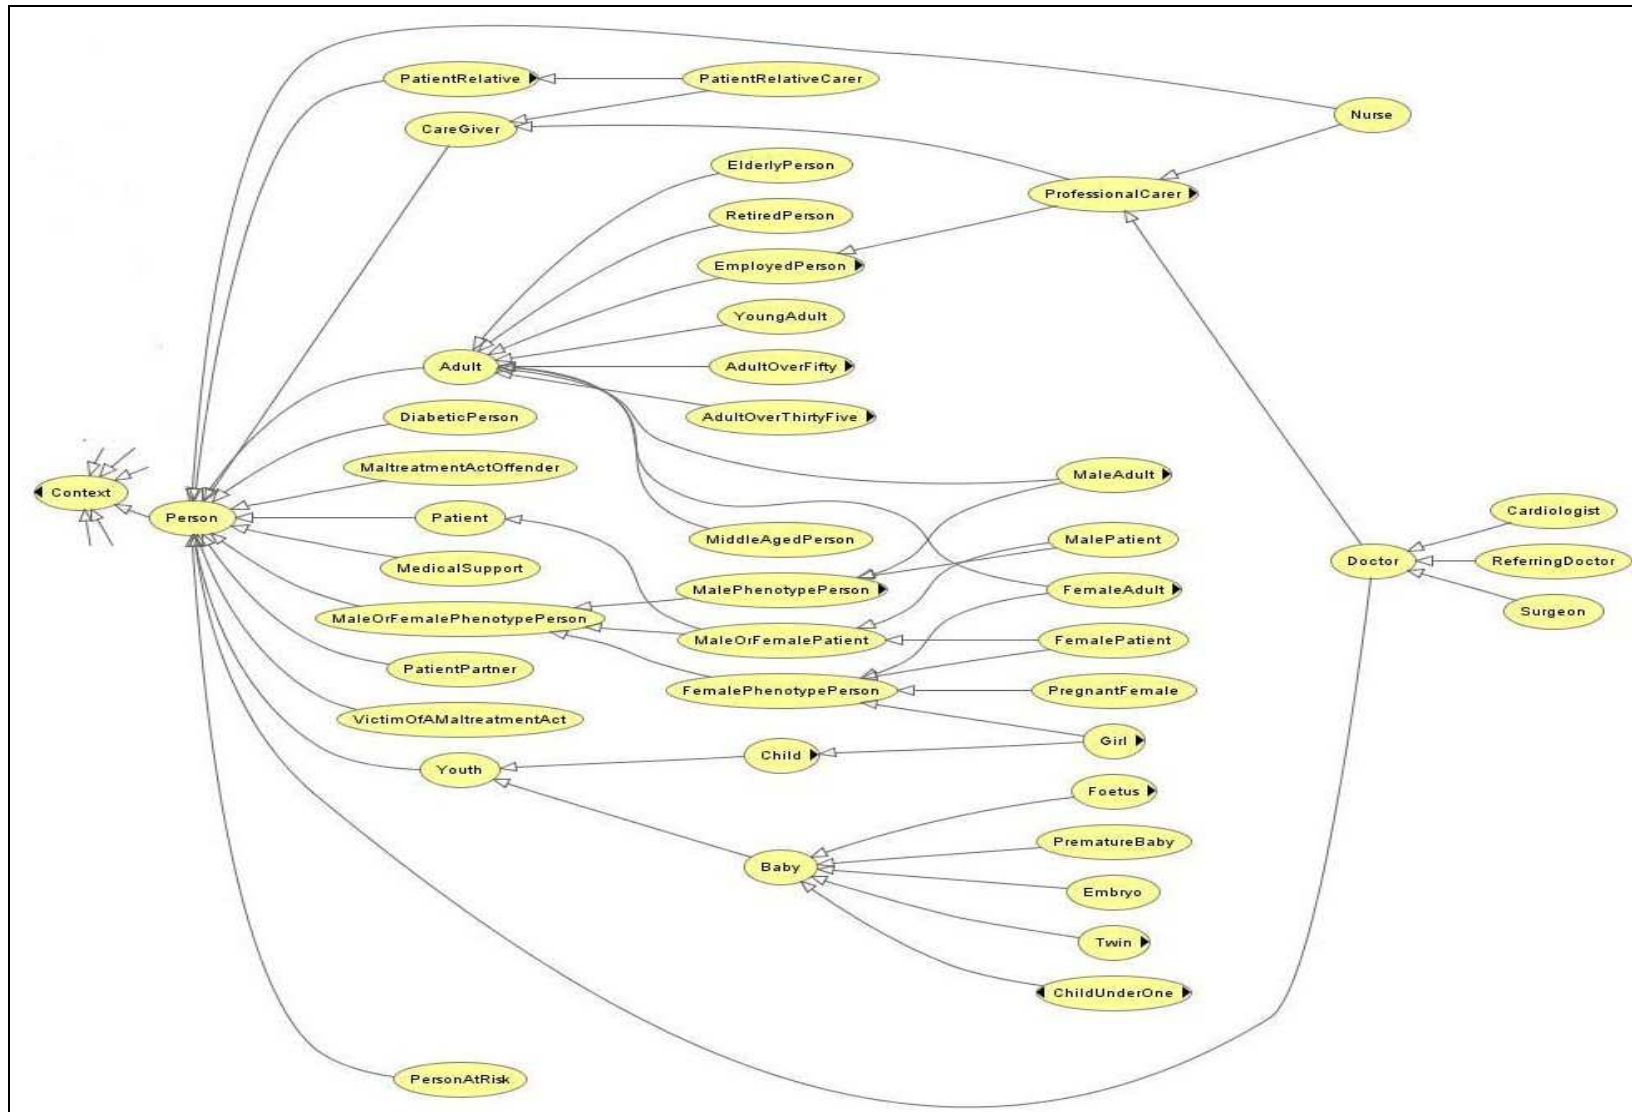 PatientRelative
PatientRelativeCarer
Nurse
CareGiver
ElderlyPerson
ProfessionalCarer
RetiredPerson
EmployedPerson
YoungAdult
Adult
AdultOverFifty
DiabeticPerson
AdultOverThirtyFive
MaltreatmentActOffender
MaleAdult
Context
Person
Patient
Cardiologist
MiddleAgedPerson
MalePatient
MedicalSupport
Doctor
ReferringDoctor
MalePhenotypePerson
FemaleAdult
Surgeon
MaleOrFemalePhenotypePerson
MaleOrFemalePatient
FemalePatient
PatientPartner
FemalePhenotypePerson
PregnantFemale
VictimOfAMaltreatmentAct
Girl
Child
Youth
Foetus
PrematureBaby
Baby
Embryo
Twin
ChildUnderOne
PersonAtRisk